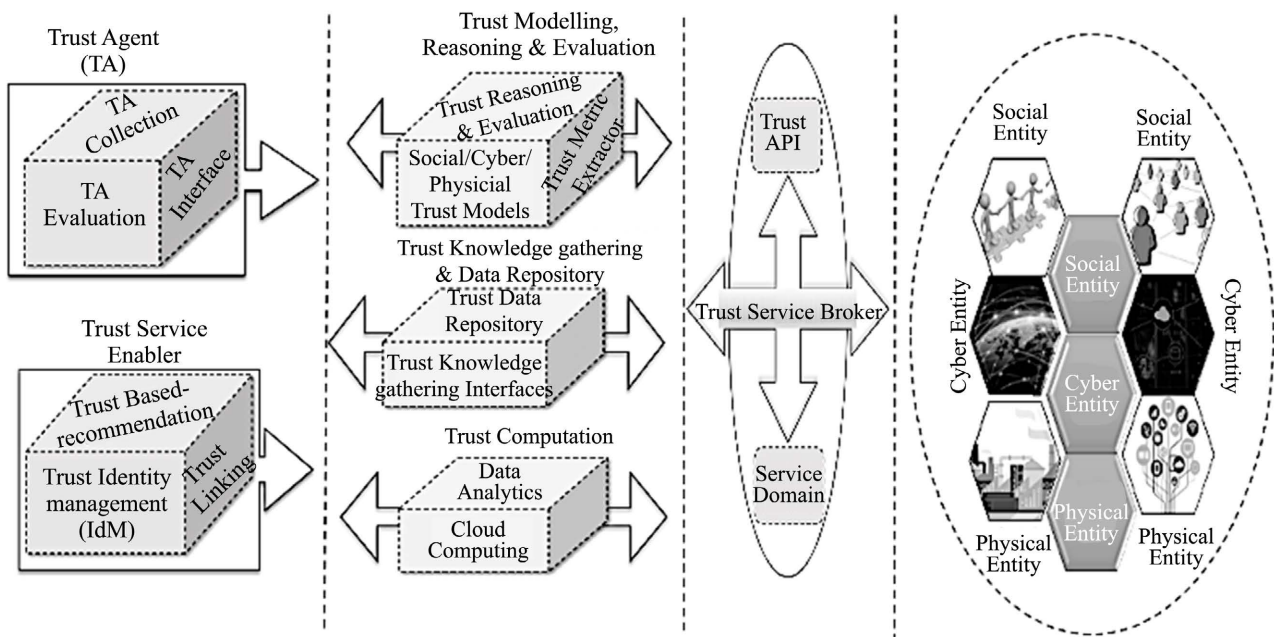 Trust Agent
(TA)
TA
Collection
TA
Evaluation
TA
Interface
Trust Service
Enabler
Trust Based-
recommendation
Trust Identity
management
(IdM)
Trust
Linking
Trust Modelling,
Reasoning & Evaluation
Trust Reasoning
& Evaluation
Social/Cyber/
Physicial
Trust Models
Trust Metric
Extractor
Trust Knowledge gathering
& Data Repository
Trust Data
Repository
Trust Knowledge
gathering Interfaces
Trust Computation
Data
Analytics
Cloud
Computing
Trust
API
Trust Service Broker
Service
Domain
Social
Entity
Social
Entity
Social
Entity
Cyber Entity
Cyber
Entity
Cyber Entity
Physical
Entity
Physical
Entity
Physical
Entity